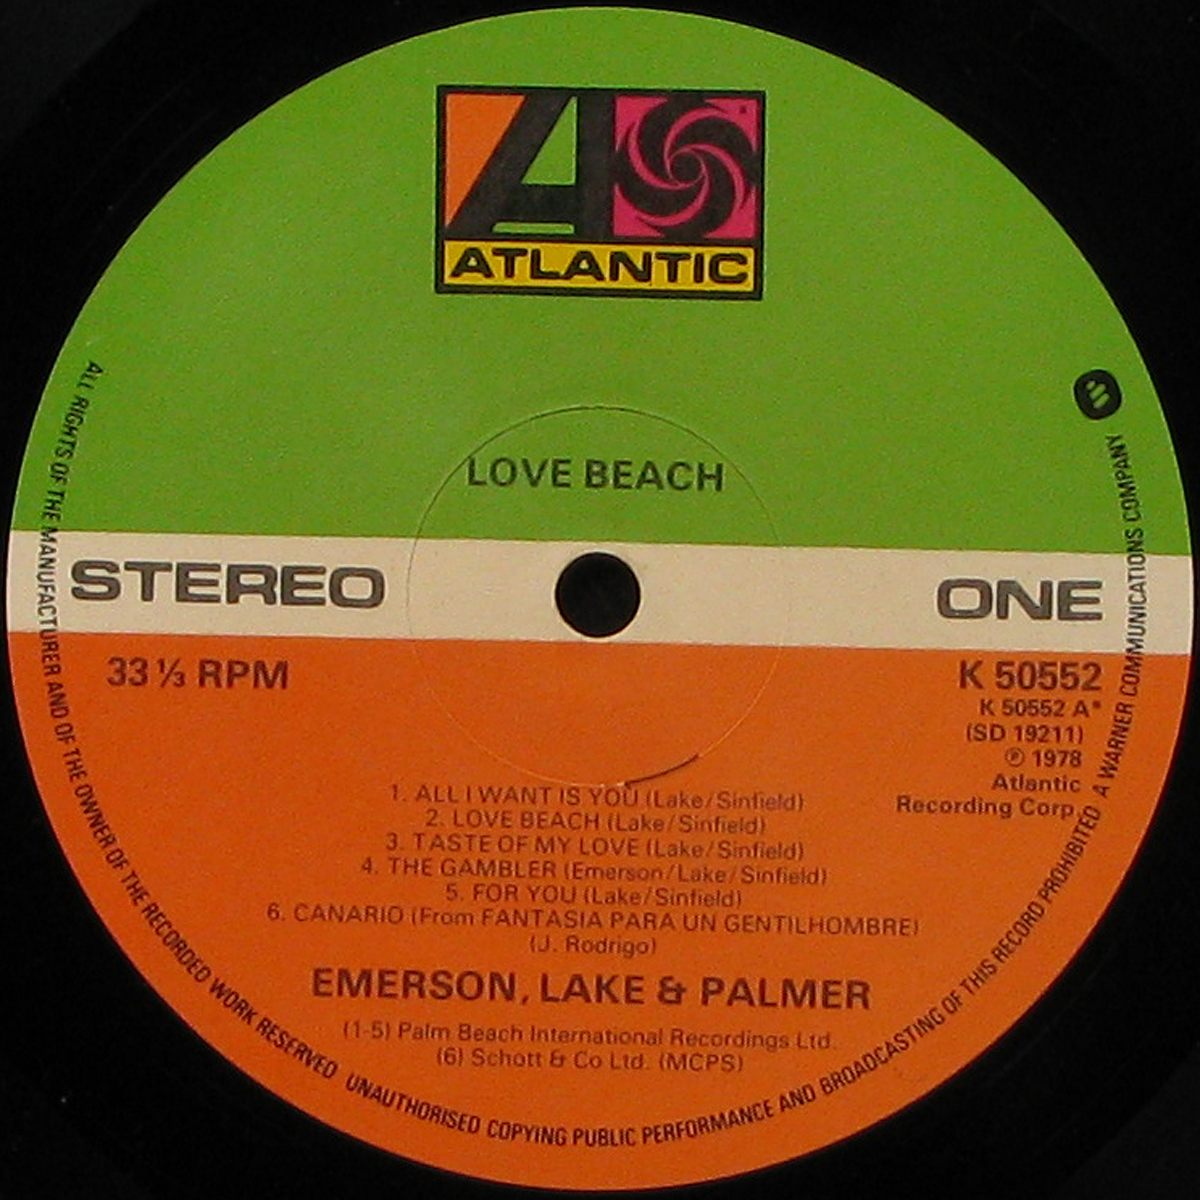 ATLANTIC
LOVE BEACH
STEREO
ONE
33 ⅓ RPM
K 50552
K 50552 A*
(SD 19211)
℗ 1978
Atlantic
Recording Corp.
1. ALL I WANT IS YOU (Lake/Sinfield)
2. LOVE BEACH (Lake/Sinfield)
3. TASTE OF MY LOVE (Lake/Sinfield)
4. THE GAMBLER (Emerson/Lake/Sinfield)
5. FOR YOU (Lake/Sinfield)
6. CANARIO (From FANTASIA PARA UN GENTILHOMBRE)
(J. Rodrigo)
EMERSON, LAKE & PALMER
(1-5) Palm Beach International Recordings Ltd.
(6) Schott & Co Ltd. (MCPS)
ALL RIGHTS OF THE MANUFACTURER AND OF THE OWNER OF THE RECORDED WORK RESERVED UNAUTHORISED COPYING PUBLIC PERFORMANCE AND BROADCASTING OF THIS RECORD PROHIBITED A WARNER COMMUNICATIONS COMPANY